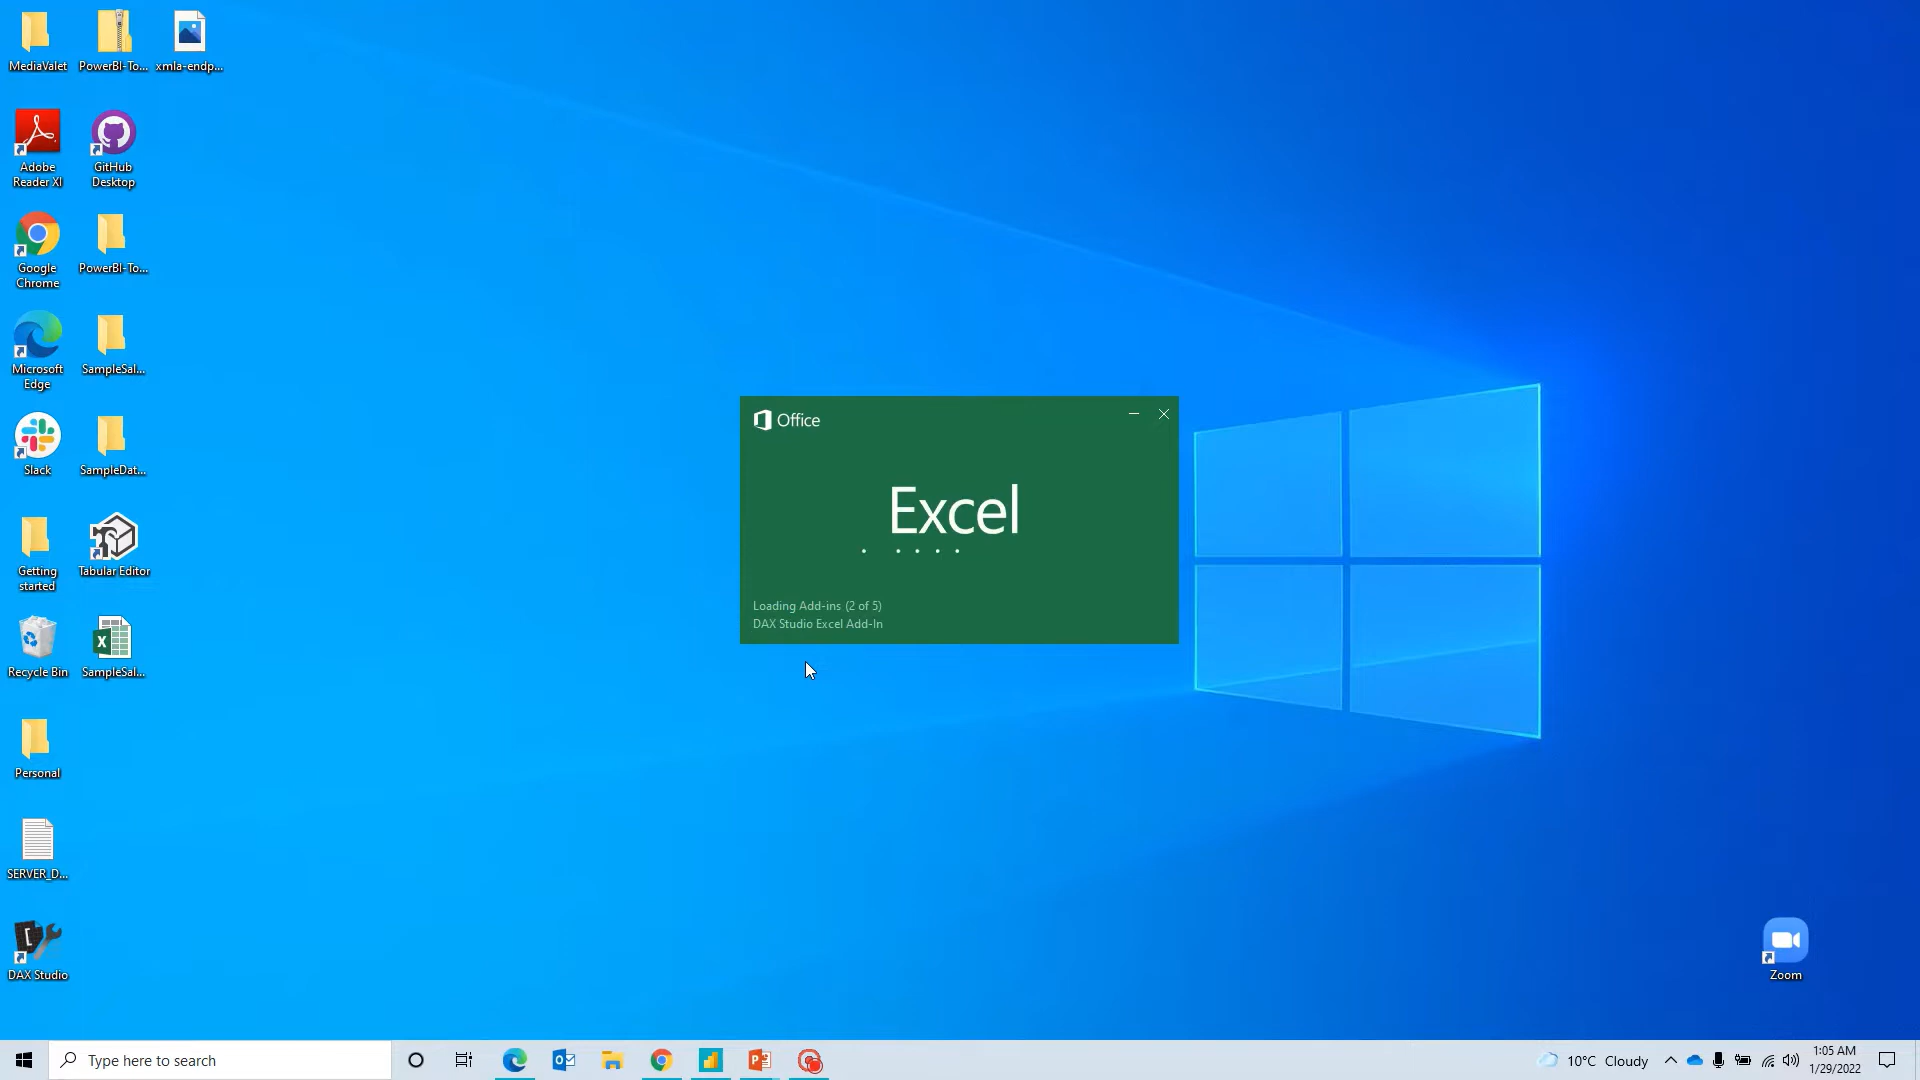 MediaValet
PowerBI-To...
xmla-endp...
Adobe
Reader XI
GitHub
Desktop
Google
Chrome
PowerBI-To...
Microsoft
Edge
SampleSal...
Slack
SampleDat...
Getting
started
Tabular Editor
Recycle Bin
SampleSal...
Personal
SERVER_D...
DAX Studio
Office
Excel
Loading Add-ins (2 of 5)
DAX Studio Excel Add-In
Zoom
Type here to search
10°C Cloudy
1:05 AM
1/29/2022